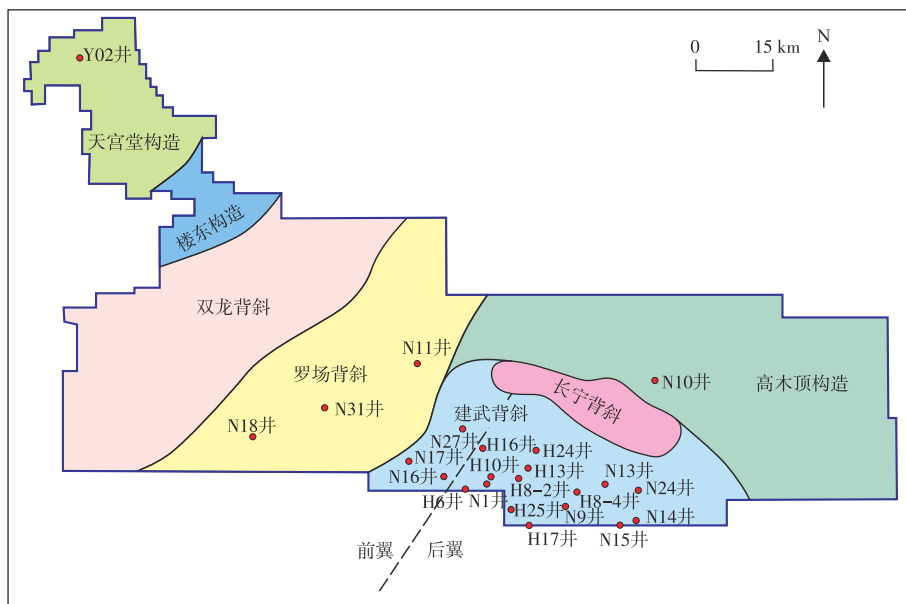 N
0 15 km
Y02井
天宫堂构造
楼东构造
双龙背斜
N11井
罗场背斜
N31井
N18井
长宁背斜
N10井
高木顶构造
建武背斜
N27井
H16井
H24井
N17井
H10井
H13井
N13井
N16井
H8-2井
H8-4井
N24井
H6井
N1井
H25井
N9井
N14井
H17井
N15井
前翼
后翼